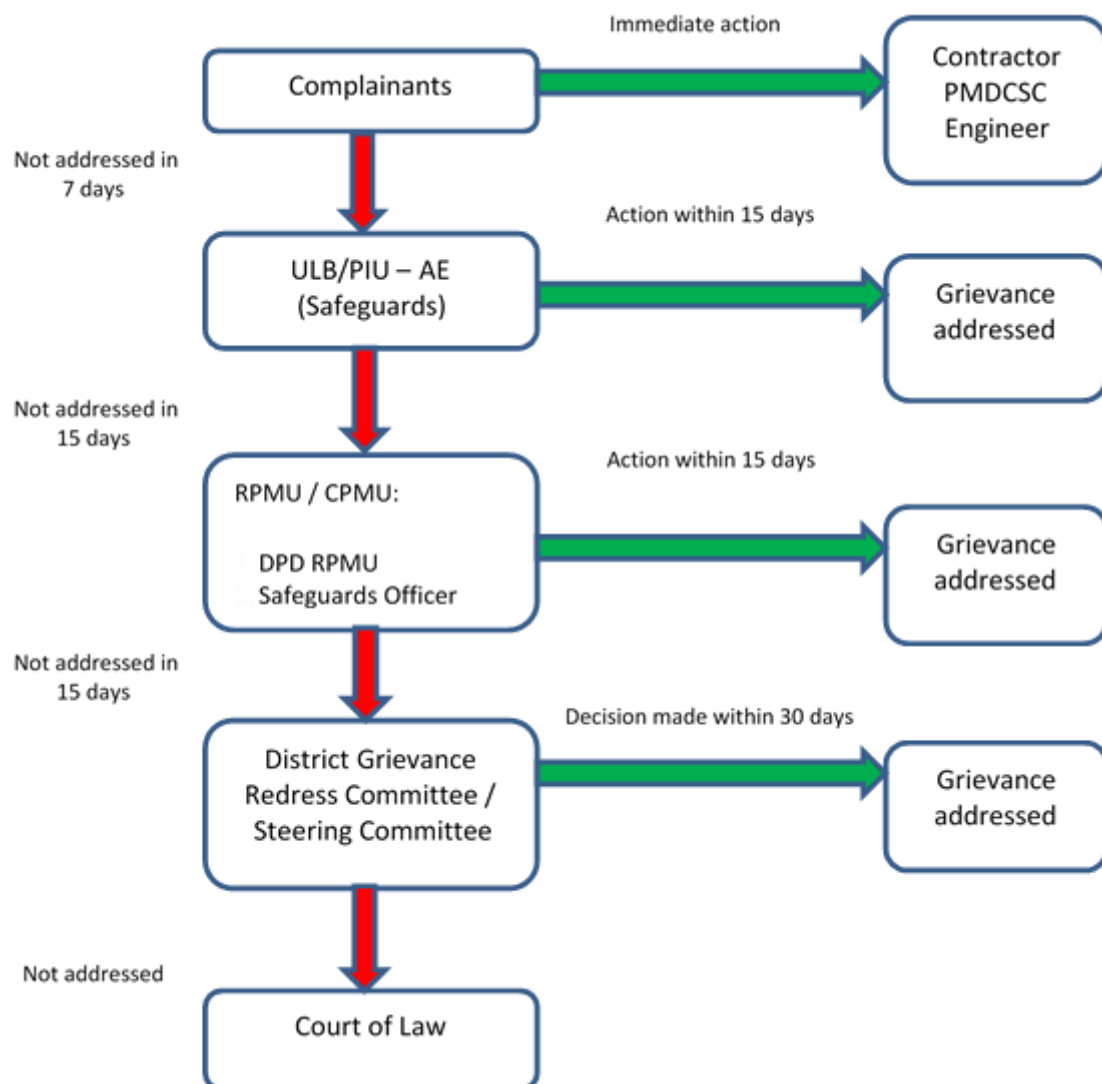 Immediate action
Complainants
Contractor
PMDCSC
Engineer
Not addressed in
7 days
Action within 15 days
ULB/PIU – AE
(Safeguards)
Grievance
addressed
Not addressed in
15 days
Action within 15 days
RPMU / CPMU:
1. DPD RPMU
2. Safeguards Officer
Grievance
addressed
Not addressed in
15 days
Decision made within 30 days
District Grievance
Redress Committee /
Steering Committee
Grievance
addressed
Not addressed
Court of Law